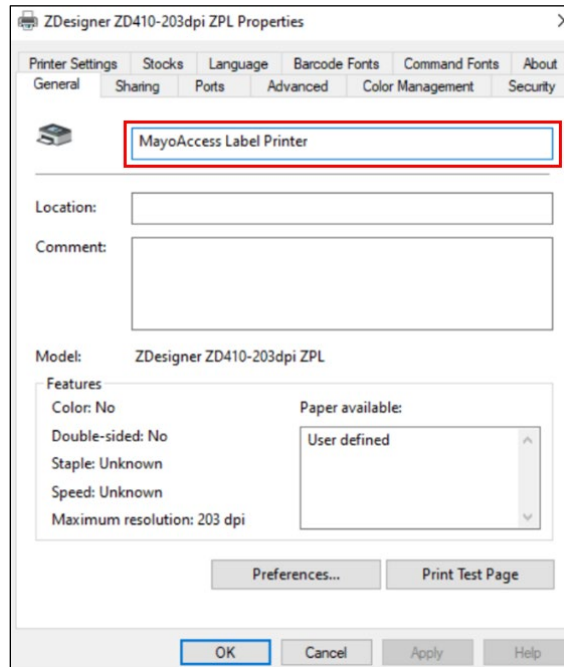 ZDesigner ZD410-203dpi ZPL Properties
Printer Settings Stocks Language Barcode Fonts Command Fonts About
General Sharing Ports Advanced Color Management Security
MayoAccess Label Printer
Location:
Comment:
Model: ZDesigner ZD410-203dpi ZPL
Features
Color: No Paper available:
Double-sided: No User defined
Staple: Unknown
Speed: Unknown
Maximum resolution: 203 dpi
Preferences... Print Test Page
OK Cancel Apply Help